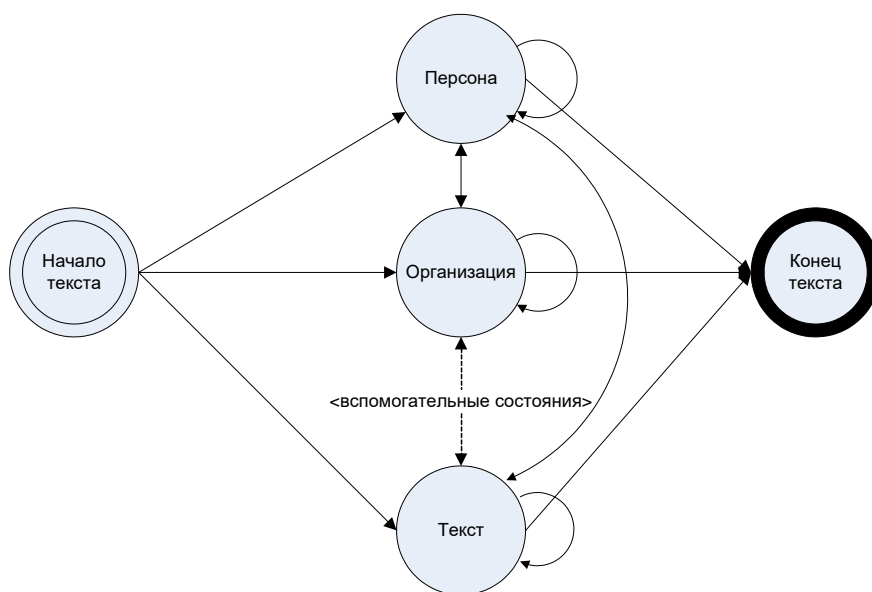 Персона
Начало
текста
Организация
Конец
текста
<вспомогательные состояния>
Текст